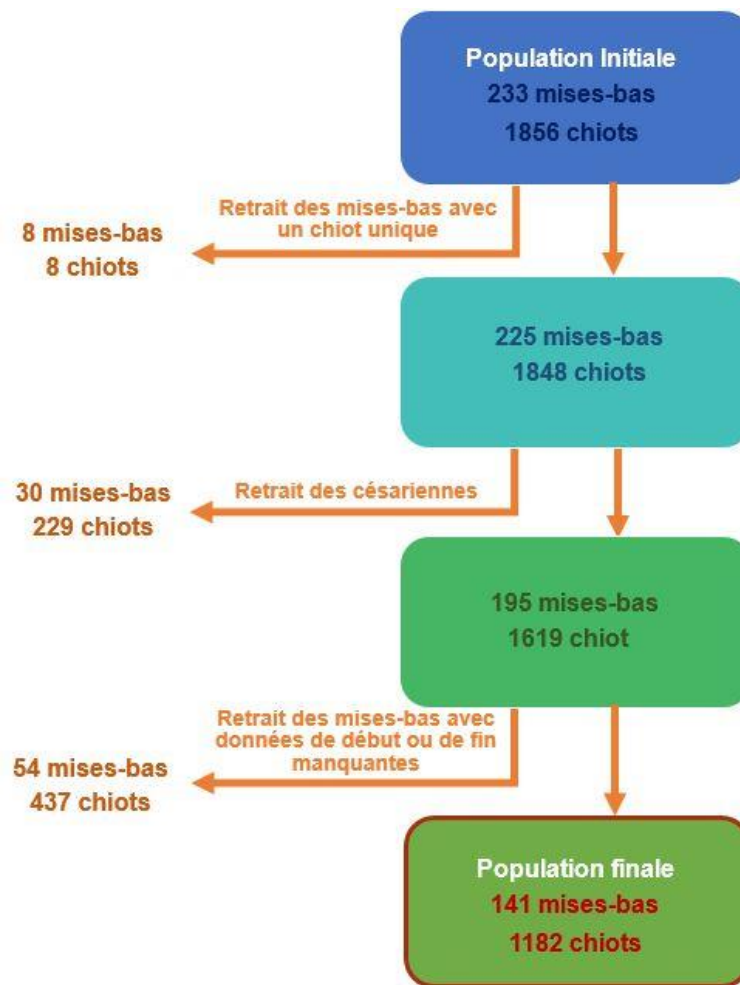 Population Initiale
233 mises-bas
1856 chiots
Retrait des mises-bas avec
un chiot unique
8 mises-bas
8 chiots
225 mises-bas
1848 chiots
Retrait des césariennes
30 mises-bas
229 chiots
195 mises-bas
1619 chiot
Retrait des mises-bas avec
données de début ou de fin
manquantes
54 mises-bas
437 chiots
Population finale
141 mises-bas
1182 chiots